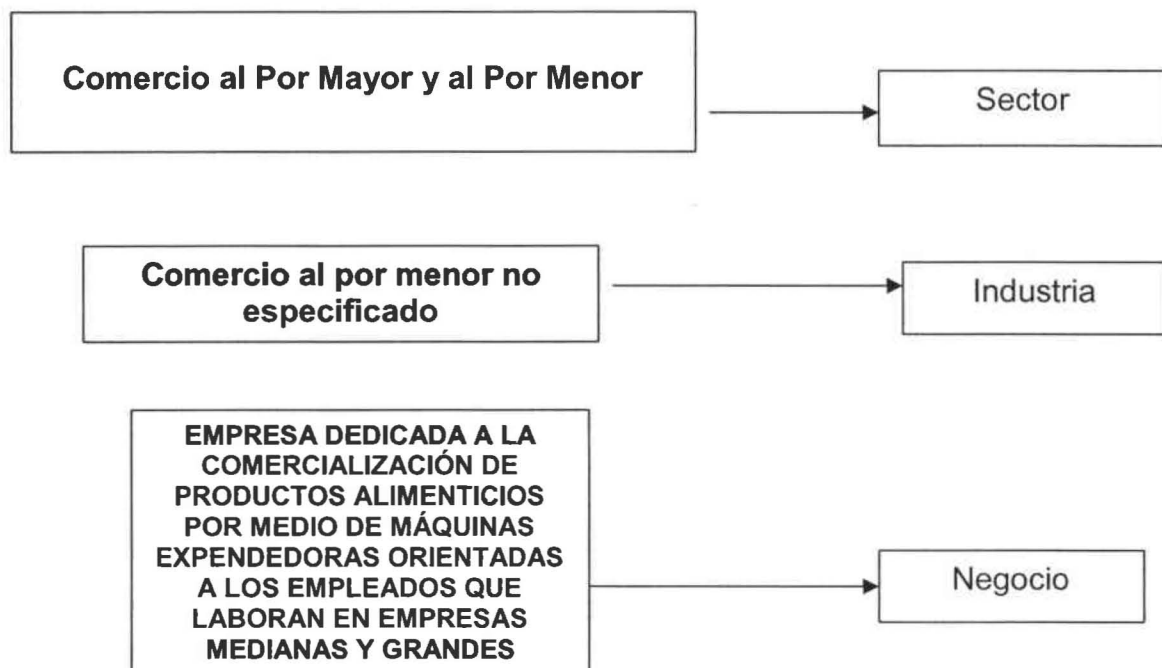 Comercio al Por Mayor y al Por Menor
Sector
Comercio al por menor no
especificado
Industria
EMPRESA DEDICADA A LA
COMERCIALIZACIÓN DE
PRODUCTOS ALIMENTICIOS
POR MEDIO DE MÁQUINAS
EXPENDEDORAS ORIENTADAS
A LOS EMPLEADOS QUE
LABORAN EN EMPRESAS
MEDIANAS Y GRANDES
Negocio